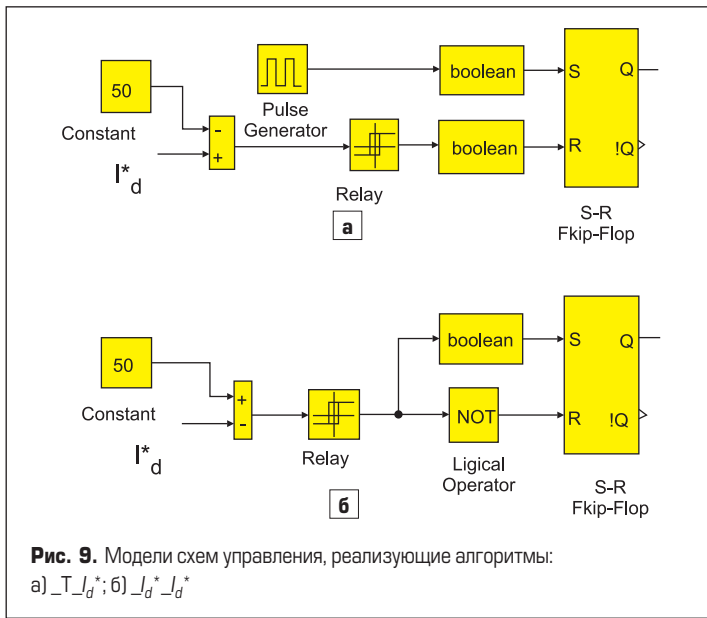 50
Constant
I*d
-
+
Pulse
Generator
Relay
boolean
boolean
S
Q
R
!Q
S-R
Fkip-Flop
а
50
Constant
I*d
+
-
Relay
boolean
NOT
Ligical
Operator
S
Q
R
!Q
S-R
Fkip-Flop
б
Рис. 9. Модели схем управления, реализующие алгоритмы:
а) _T_Id*; б) _Id*_Id*